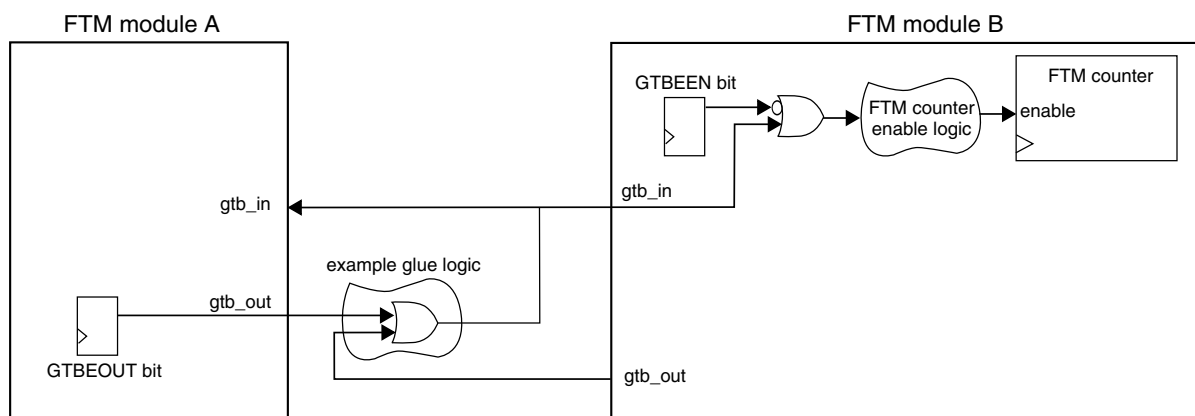 FTM module A
FTM module B
GTBEEN bit
FTM counter
enable logic
FTM counter
enable
gtb_in
gtb_in
example glue logic
gtb_out
GTBEOUT bit
gtb_out